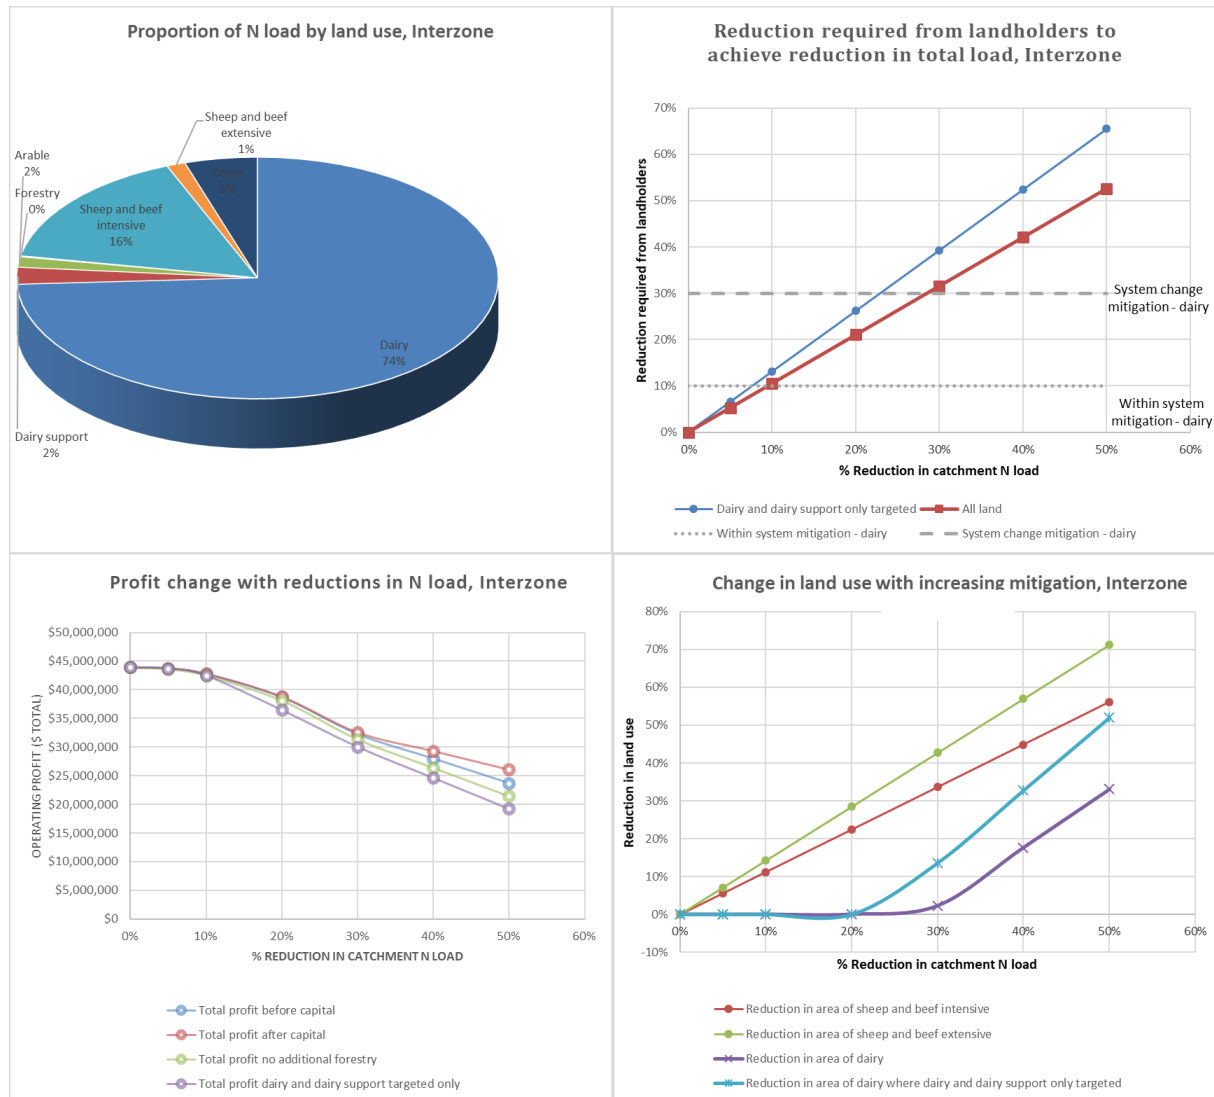 Proportion of N load by land use, Interzone
Sheep and beef
extensive
1%
Arable
2%
Forestry
0%
Sheep and beef
intensive
16%
Other
5%
Dairy
74%
Dairy support
2%
Reduction required from landholders to
achieve reduction in total load, Interzone
Reduction required from landholders
70%
60%
50%
40%
30%
20%
10%
0%
System change
mitigation - dairy
Within system
mitigation - dairy
0%
10%
20%
30%
40%
50%
60%
% Reduction in catchment N load
Dairy and dairy support only targeted
All land
Within system mitigation - dairy
System change mitigation - dairy
Profit change with reductions in N load, Interzone
OPERATING PROFIT ($ TOTAL)
$50,000,000
$45,000,000
$40,000,000
$35,000,000
$30,000,000
$25,000,000
$20,000,000
$15,000,000
$10,000,000
$5,000,000
$0
0%
10%
20%
30%
40%
50%
60%
% REDUCTION IN CATCHMENT N LOAD
Total profit before capital
Total profit after capital
Total profit no additional forestry
Total profit dairy and dairy support targeted only
Change in land use with increasing mitigation, Interzone
Reduction in land use
80%
70%
60%
50%
40%
30%
20%
10%
0%
-10%
0%
10%
20%
30%
40%
50%
60%
% Reduction in catchment N load
Reduction in area of sheep and beef intensive
Reduction in area of sheep and beef extensive
Reduction in area of dairy
Reduction in area of dairy where dairy and dairy support only targeted